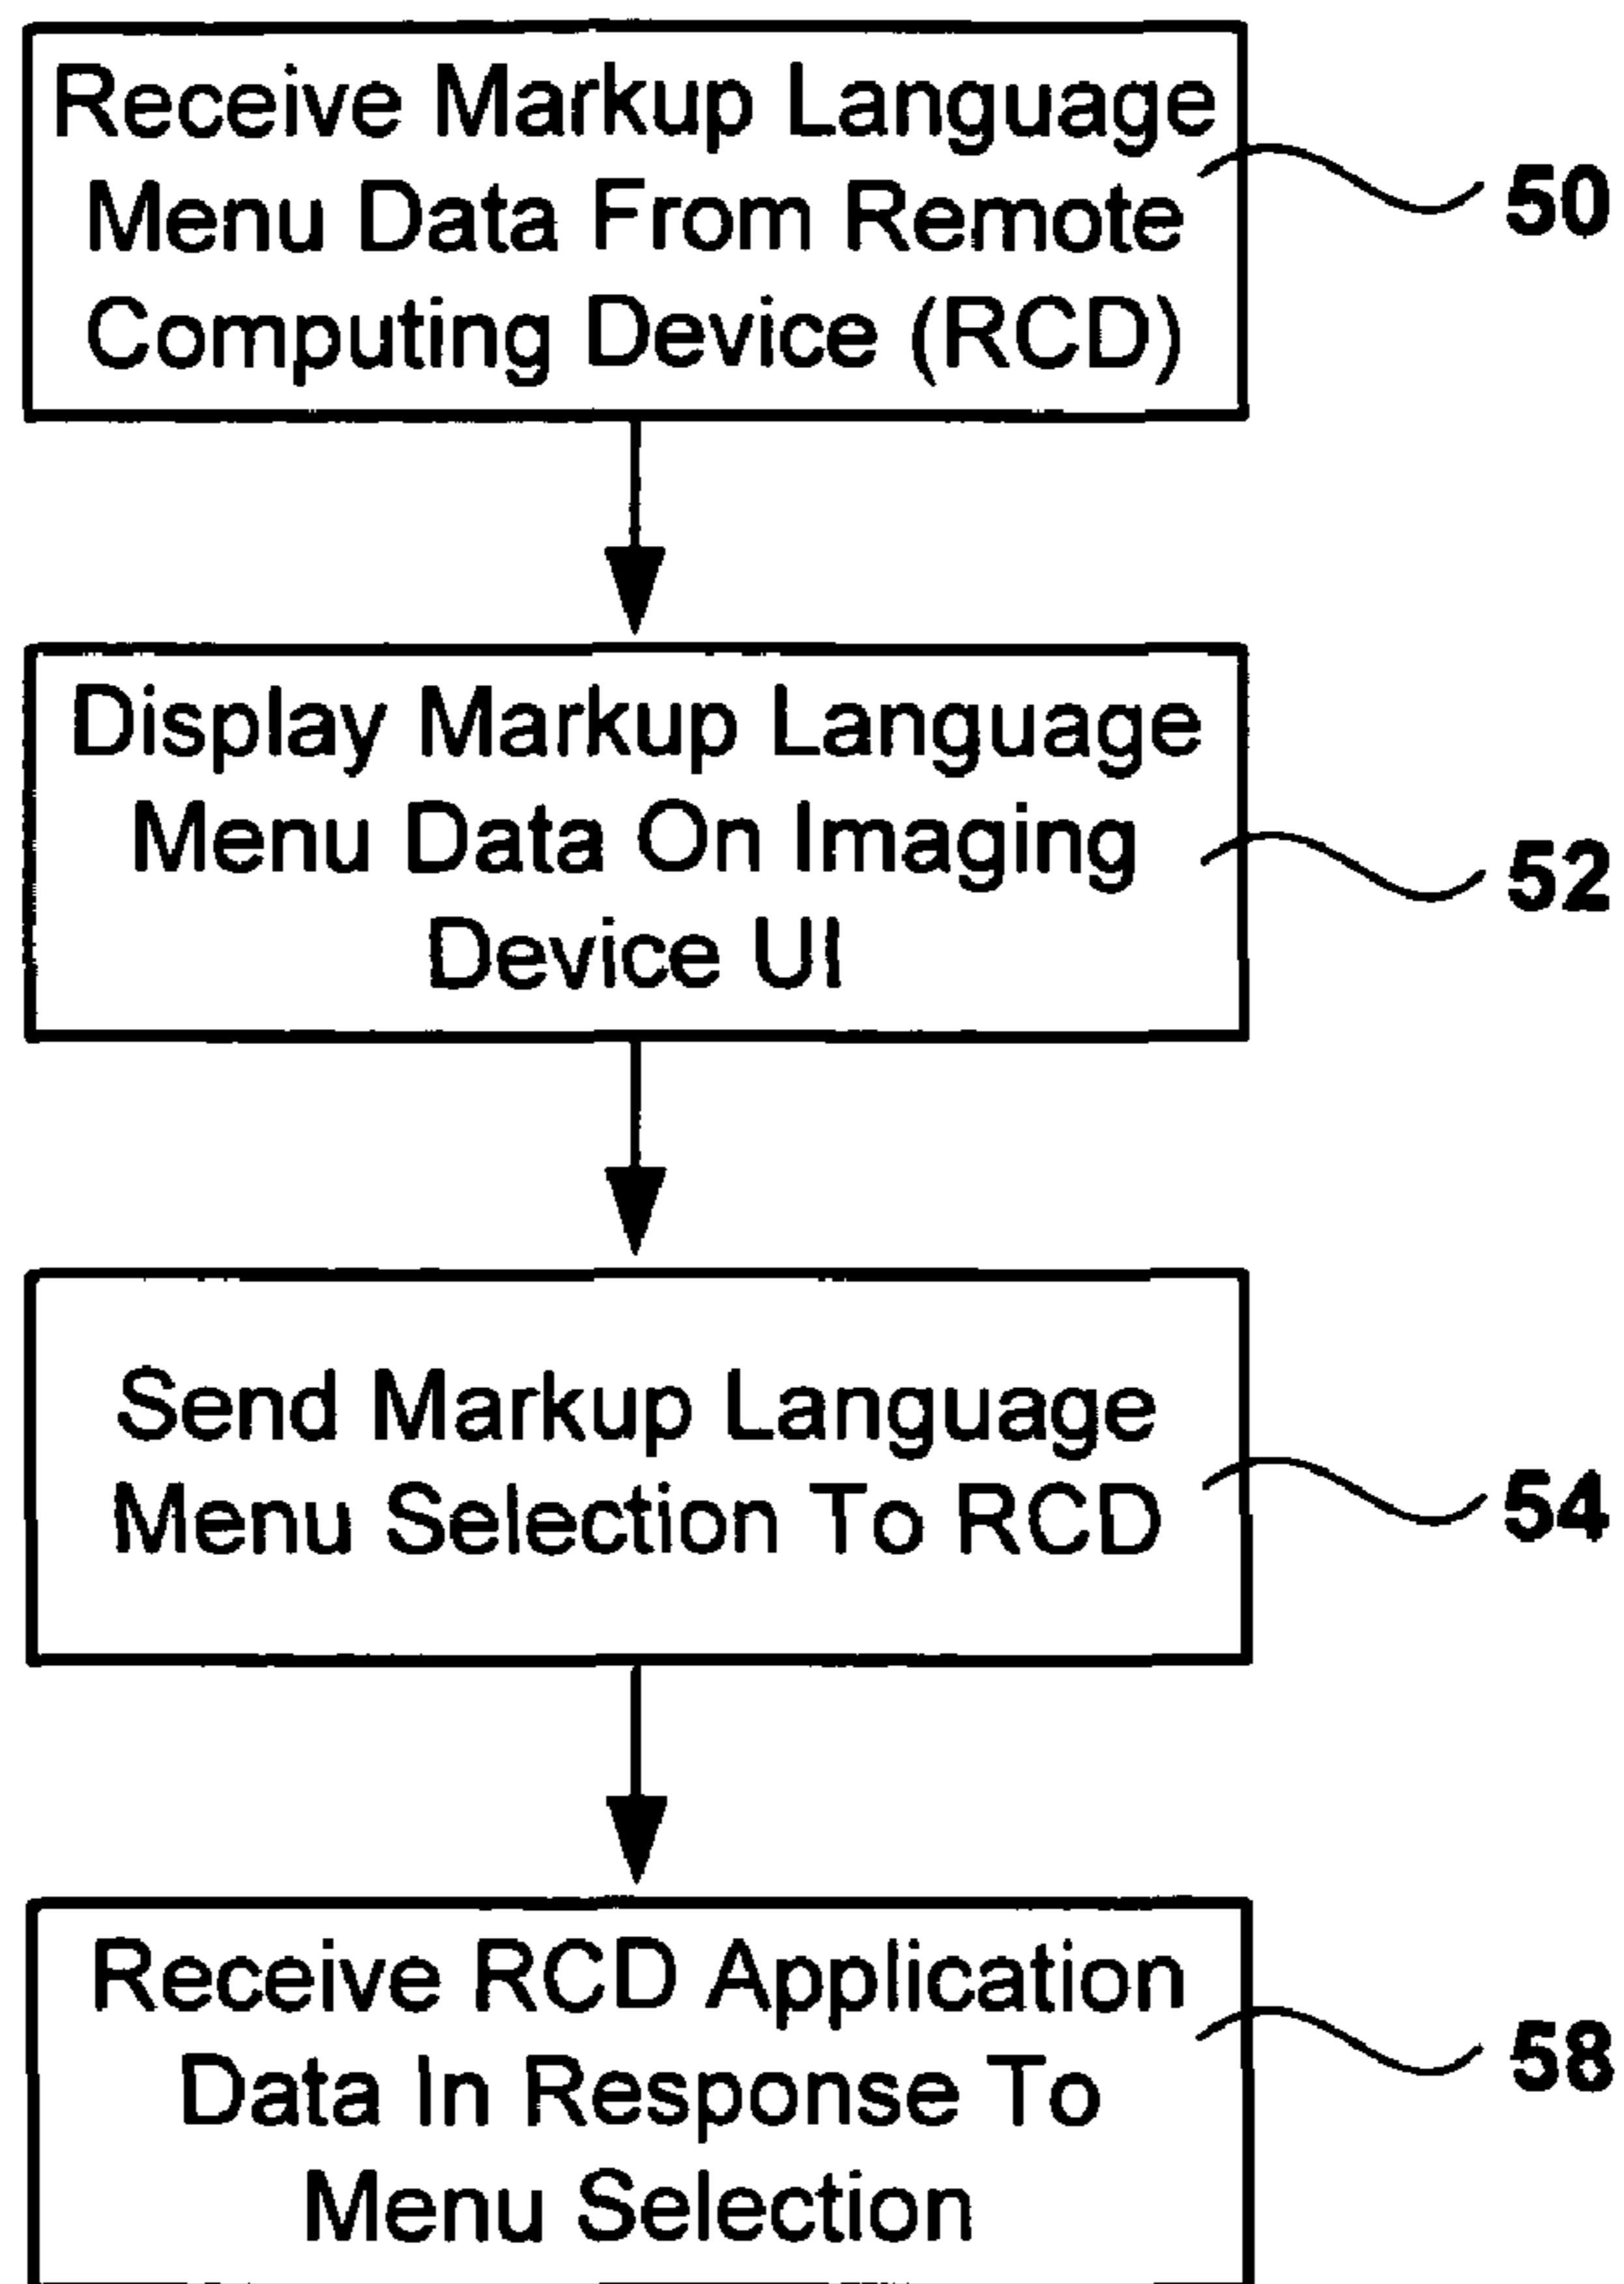 Receive Markup Language
Menu Data From Remote
Computing Device (RCD)
50
Display Markup Language
Menu Data On Imaging
Device UI
52
Send Markup Language
Menu Selection To RCD
54
Receive RCD Application
Data In Response To
Menu Selection
58